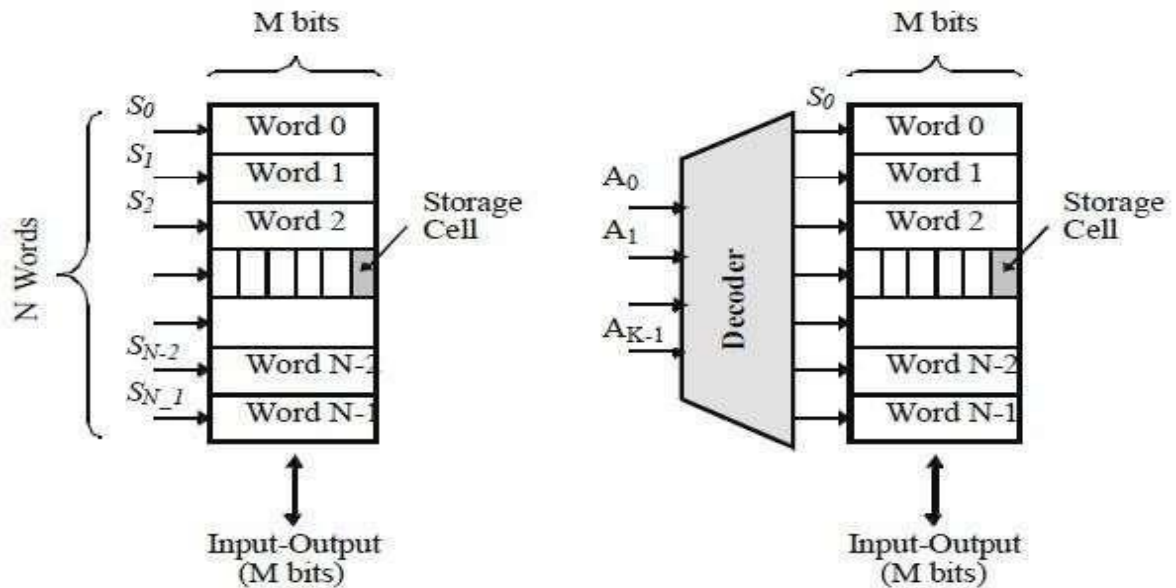 M bits
S0
S1
S2
SN-2
SN_1
N Words
Word 0
Word 1
Word 2
Word N-2
Word N-1
Storage
Cell
Input-Output
(M bits)
M bits
S0
A0
A1
AK-1
Decoder
Word 0
Word 1
Word 2
Word N-2
Word N-1
Storage
Cell
Input-Output
(M bits)